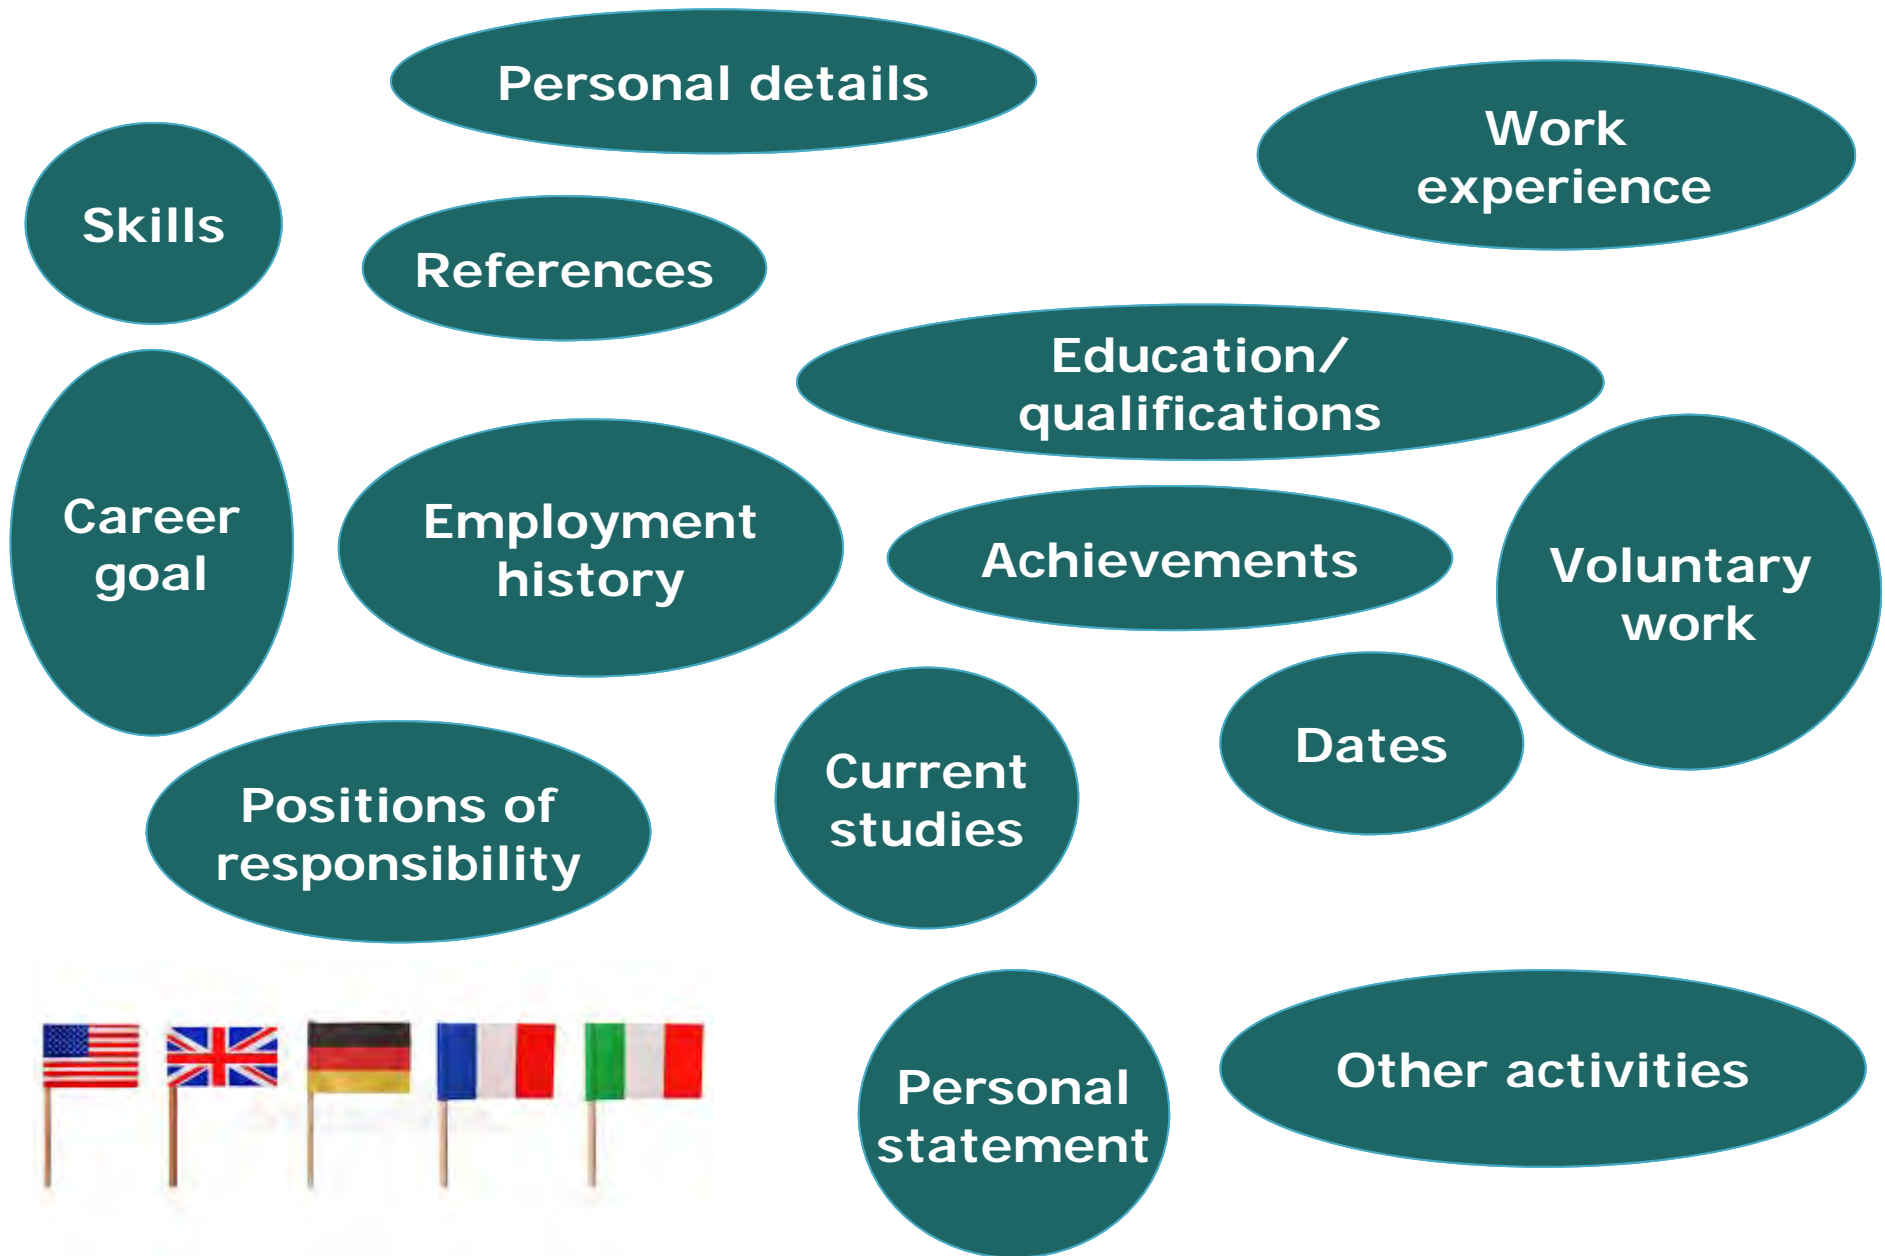 Personal details
Work
experience
Skills
References
Education/
qualifications
Career
goal
Employment
history
Achievements
Voluntary
work
Dates
Current
studies
Positions of
responsibility
Personal
statement
Other activities